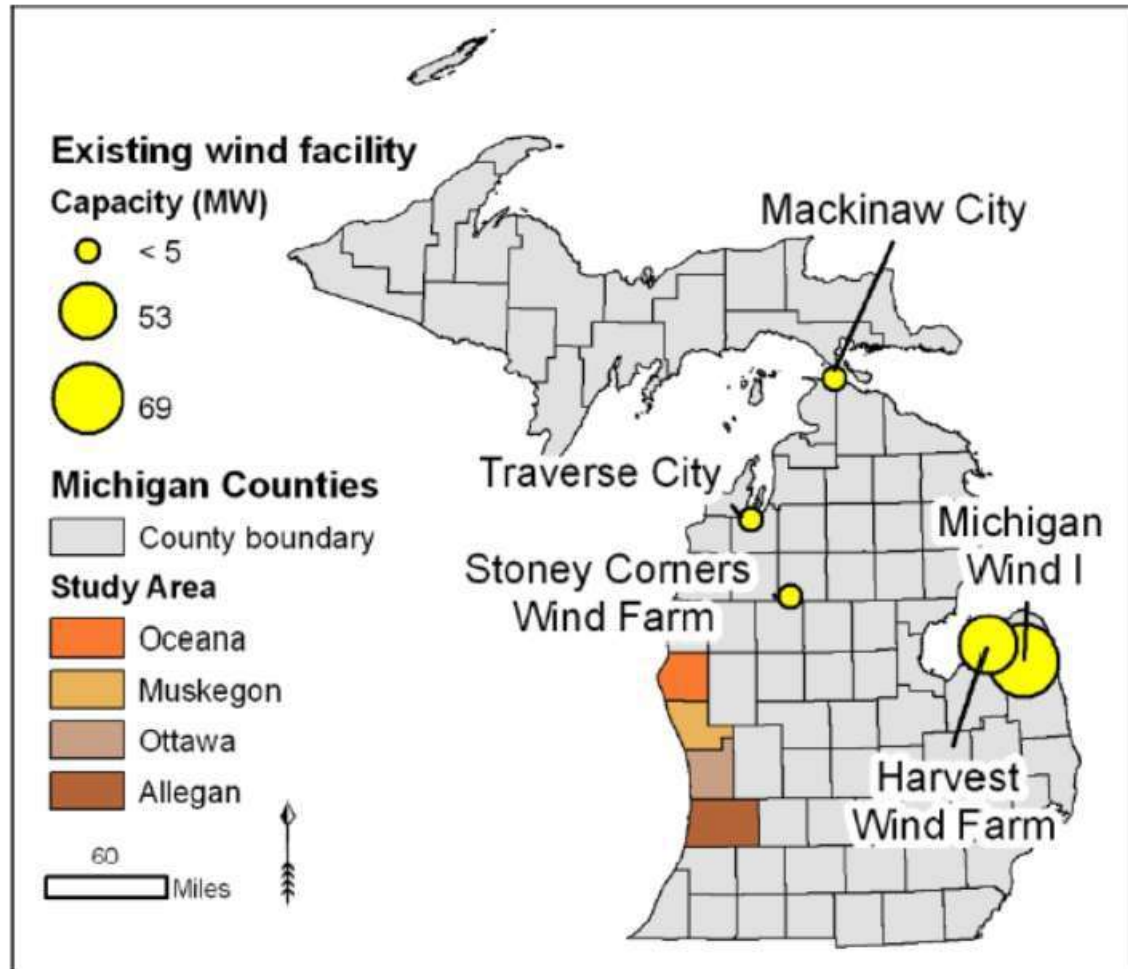 Existing wind facility
Capacity (MW)
< 5
53
69
Michigan Counties
County boundary
Study Area
Oceana
Muskegon
Ottawa
Allegan
60
Miles
Mackinaw City
Traverse City
Stoney Corners
Wind Farm
Michigan
Wind I
Harvest
Wind Farm